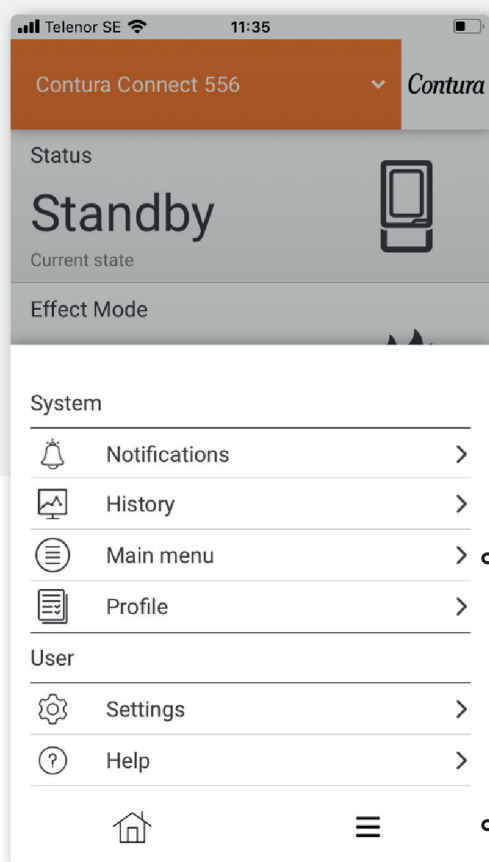 Telenor SE 11:35
Contura Connect 556 Contura
Status
Standby
Current state
Effect Mode
System
Notifications
History
Main menu
Profile
User
Settings
? Help